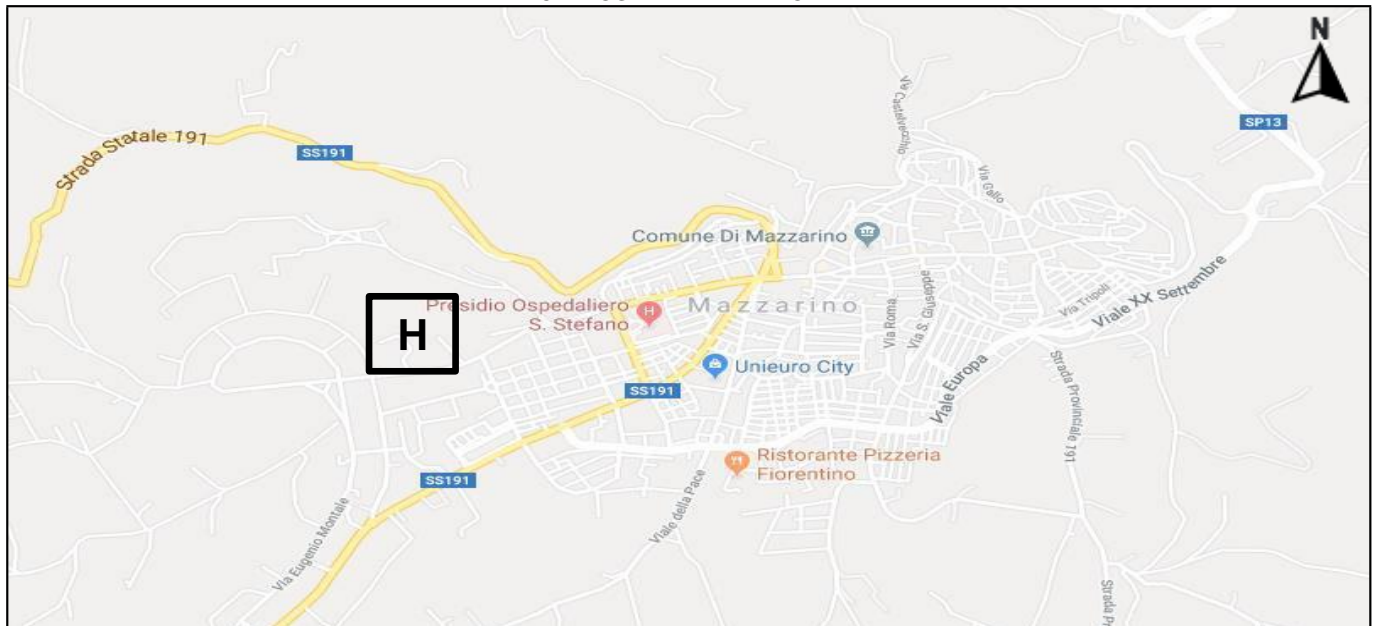 N
Via Castelvecchio
SP13
Strada Statale 191
SS191
Via Gallo
Comune Di Mazzarino
Presidio Ospedaliero
S. Stefano
H
Mazzarino
Via Roma
Via S. Giuseppe
Via Tripoli
Viale XX Settembre
H
Unieuro City
Viale Europa
SS191
Strada Provinciale 191
Ristorante Pizzeria
Fiorentino
SS191
Viale della Pace
Via Eugenio Montale
Strada